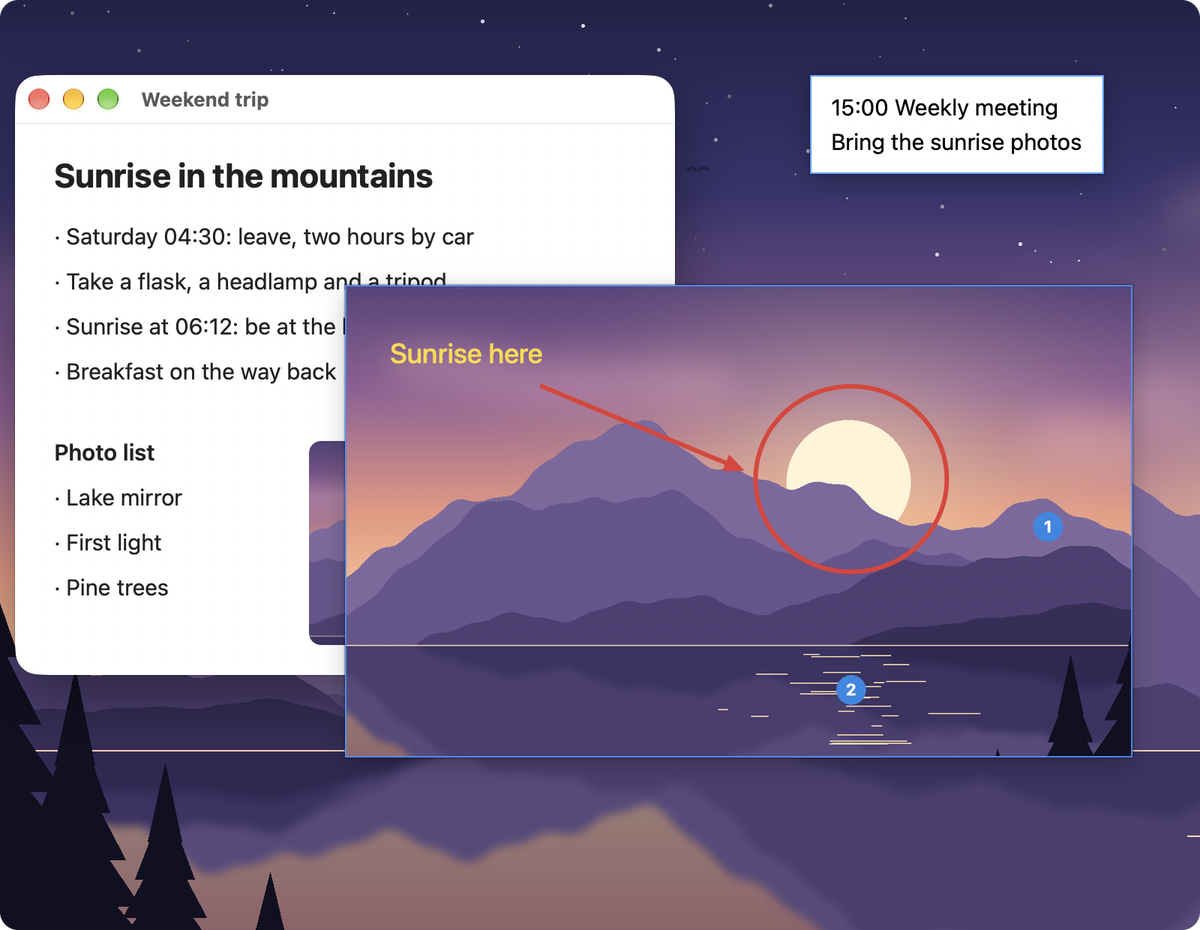 Weekend trip
Sunrise in the mountains
· Saturday 04:30: leave, two hours by car
· Take a flask, a headlamp and a tripod
· Sunrise at 06:12: be at the
· Breakfast on the way back
Photo list
· Lake mirror
· First light
· Pine trees
15:00 Weekly meeting
Bring the sunrise photos
Sunrise here
1
2